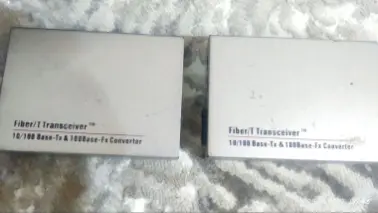 Fiber/T Transceiver™
10/100 Base-Tx & 100Base-Fx Converter
Fiber/T Transceiver™
10/100 Base-Tx & 100Base-Fx Converter